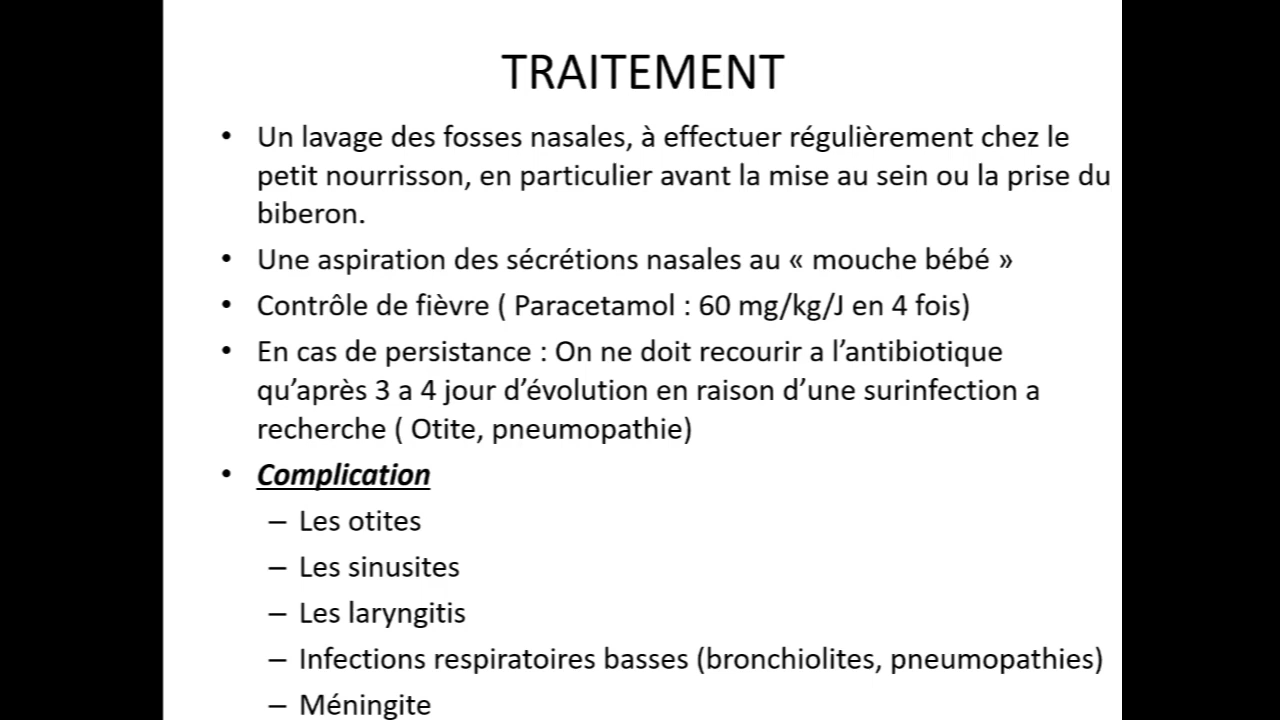 TRAITEMENT
• Un lavage des fosses nasales, à effectuer régulièrement chez le
petit nourrisson, en particulier avant la mise au sein ou la prise du
biberon.
• Une aspiration des sécrétions nasales au « mouche bébé »
• Contrôle de fièvre ( Paracetamol : 60 mg/kg/J en 4 fois)
• En cas de persistance : On ne doit recourir a l’antibiotique
qu’après 3 a 4 jour d’évolution en raison d’une surinfection a
recherche ( Otite, pneumopathie)
• Complication
– Les otites
– Les sinusites
– Les laryngitis
– Infections respiratoires basses (bronchiolites, pneumopathies)
– Méningite